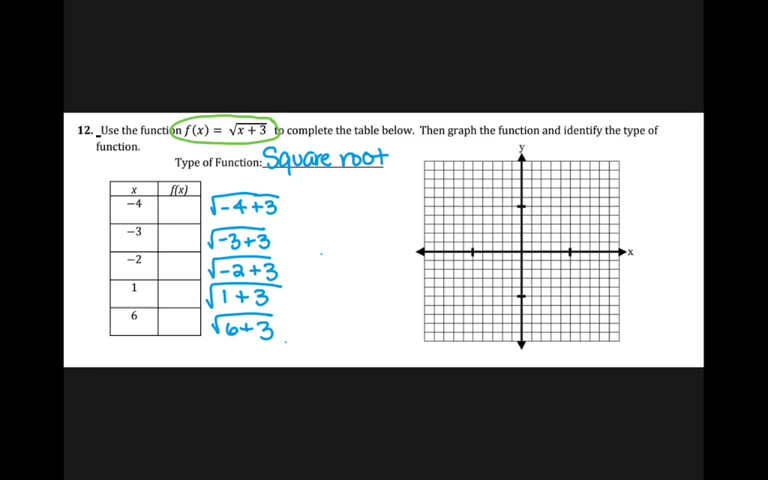 12. Use the function f(x) = √x + 3 to complete the table below. Then graph the function and identify the type of
function.
Type of Function: Square root
x f(x)
−4 √-4+3
−3 √-3+3
−2 √-2+3
1 √1+3
6 √6+3
y
x